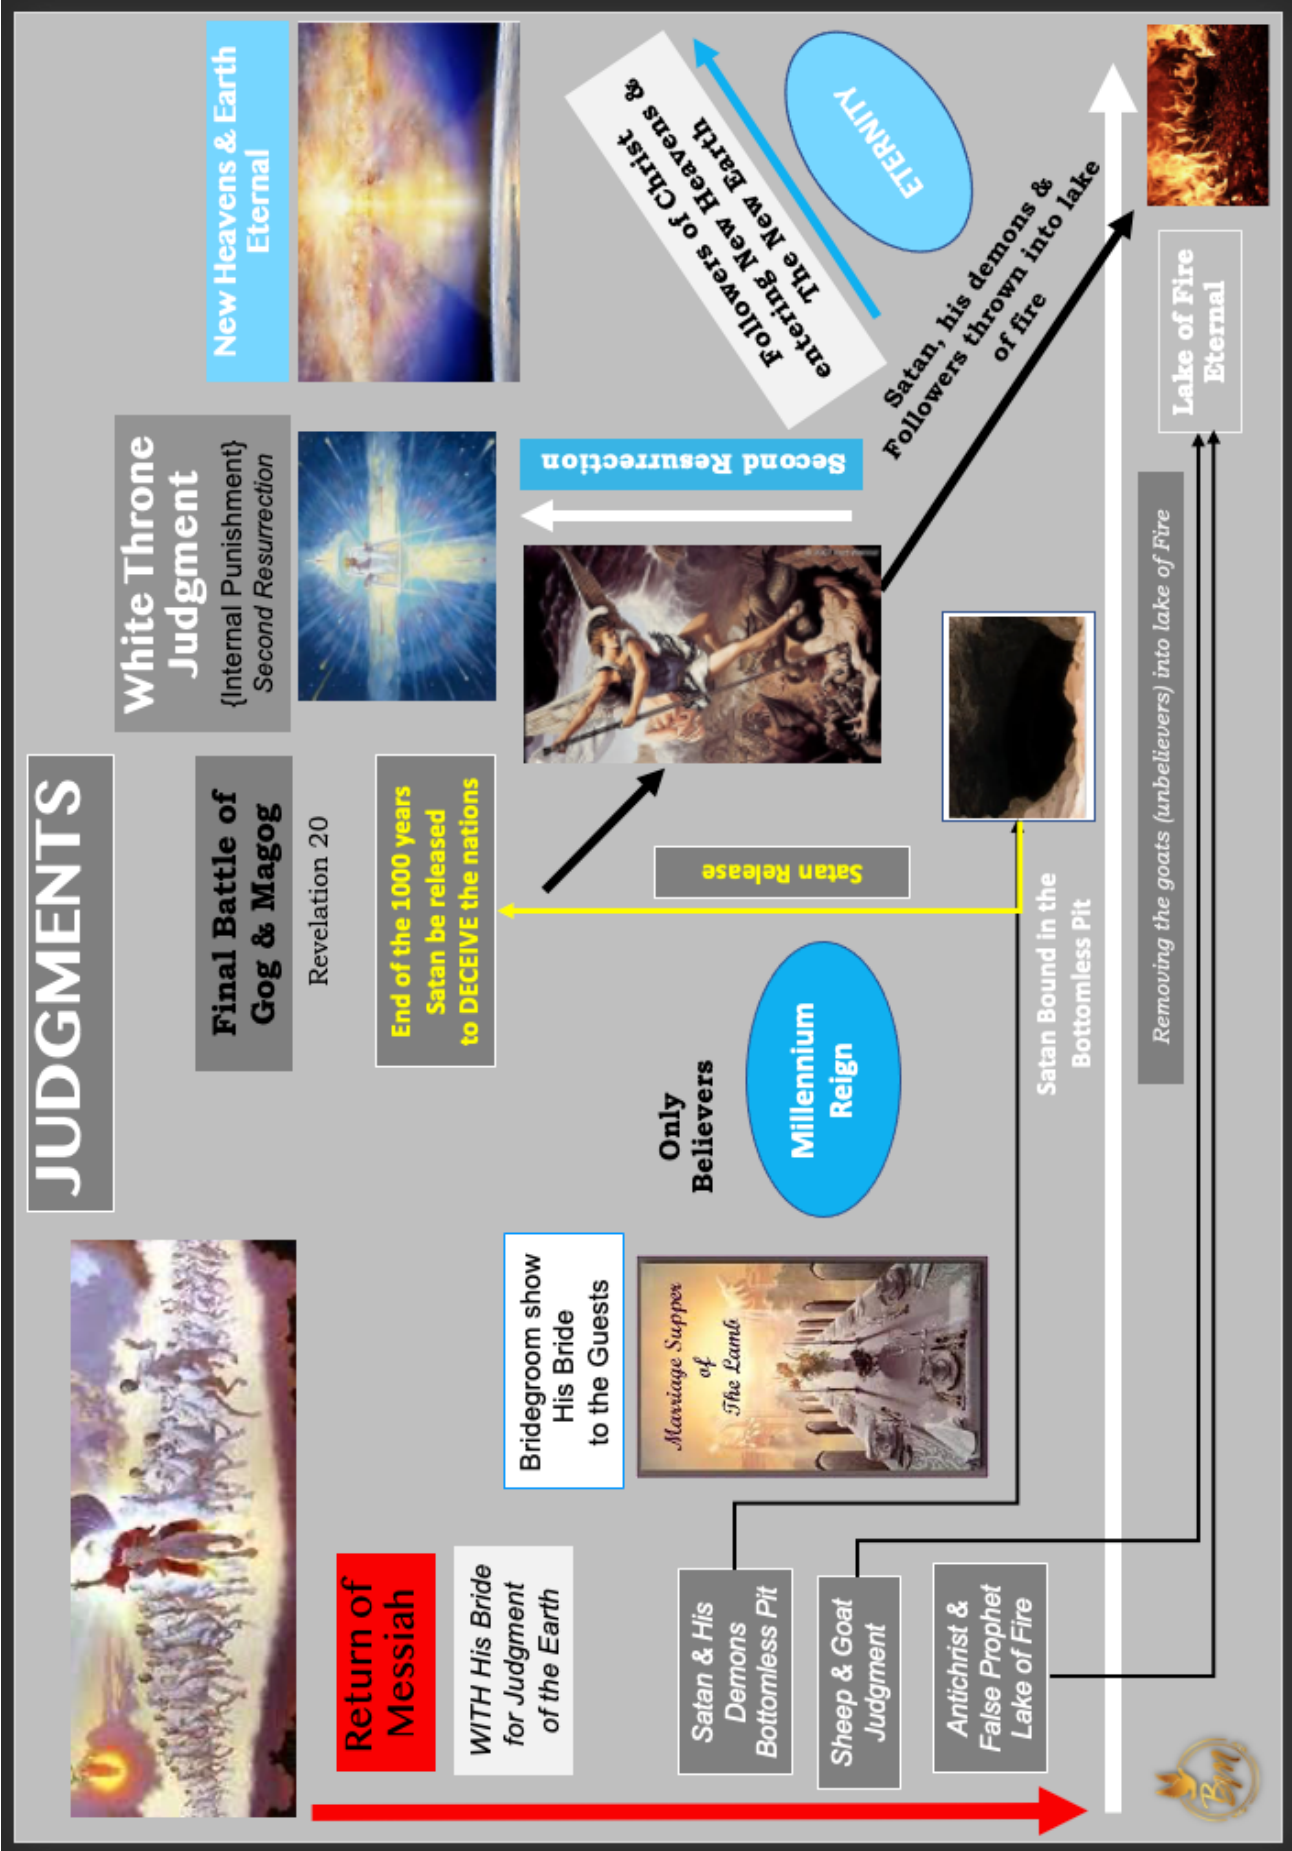 JUDGMENTS
Return of
Messiah
WITH His Bride
for Judgment
of the Earth
Satan & His
Demons
Bottomless Pit
Sheep & Goat
Judgment
Antichrist &
False Prophet
Lake of Fire
Bridegroom show
His Bride
to the Guests
Marriage Supper
of
The Lamb
Only
Believers
Millennium
Reign
Final Battle of
Gog & Magog
Revelation 20
End of the 1000 years
Satan be released
to DECEIVE the nations
Satan Release
Satan Bound in the
Bottomless Pit
Removing the goats (unbelievers) into lake of Fire
White Throne
Judgment
{Internal Punishment}
Second Resurrection
Second Resurrection
Satan, his demons &
Followers thrown into lake
of fire
New Heavens & Earth
Eternal
Followers of Christ
entering New Heavens &
The New Earth
ETERNITY
Lake of Fire
Eternal